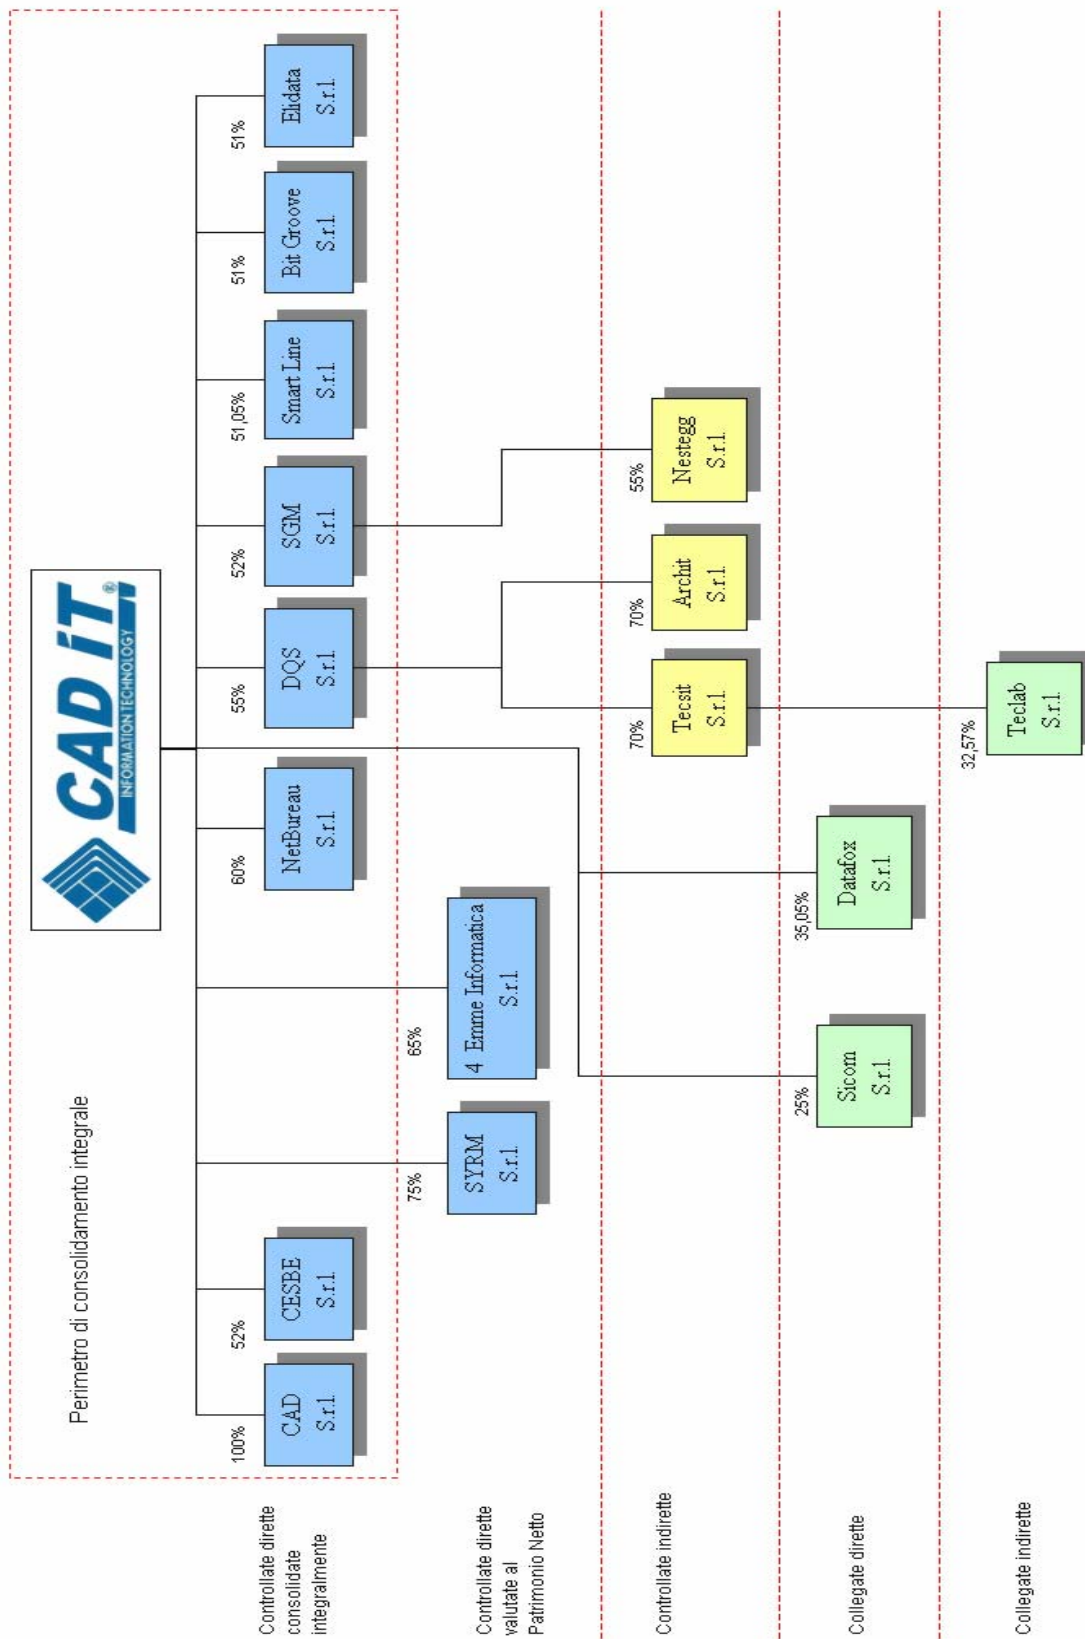 Perimetro di consolidamento integrale
CAD iT®
INFORMATION TECHNOLOGY
Controllate dirette
consolidate
integralmente
100%
CAD
S.r.l.
52%
CESBE
S.r.l.
60%
NetBureau
S.r.l.
55%
DQS
S.r.l.
52%
SGM
S.r.l.
51,05%
Smart Line
S.r.l.
51%
Bit Groove
S.r.l.
51%
Elidata
S.r.l.
Controllate dirette
valutate al
Patrimonio Netto
75%
SYRM
S.r.l.
65%
4 Emme Informatica
S.r.l.
Controllate indirette
70%
Tecsit
S.r.l.
70%
Archit
S.r.l.
55%
Nestegg
S.r.l.
Collegate dirette
25%
Sicom
S.r.l.
35,05%
Datafox
S.r.l.
Collegate indirette
32,57%
Teclab
S.r.l.